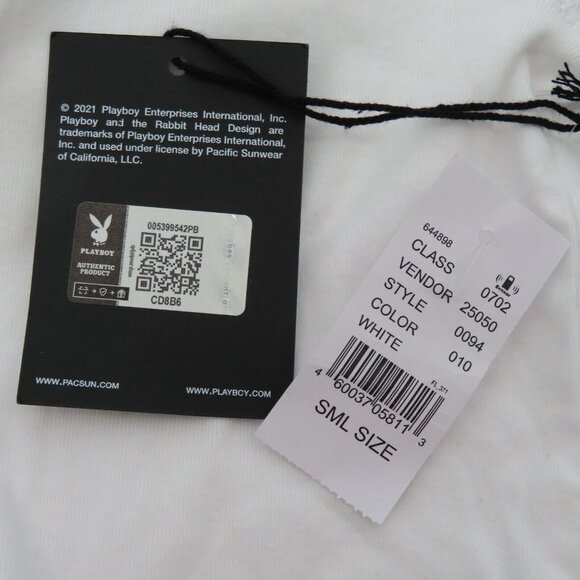 © 2021 Playboy Enterprises International, Inc.
Playboy and the Rabbit Head Design are
trademarks of Playboy Enterprises International,
Inc. and used under license by Pacific Sunwear
of California, LLC.
005399542PB
PLAYBOY
AUTHENTIC
PRODUCT
CD8B6
WWW.PACSUN.COM
WWW.PLAYBOY.COM
644898
CLASS 0702
VENDOR 25050
STYLE 0094
COLOR 010
WHITE
FL_371
4 60037 05811 3
SML SIZE